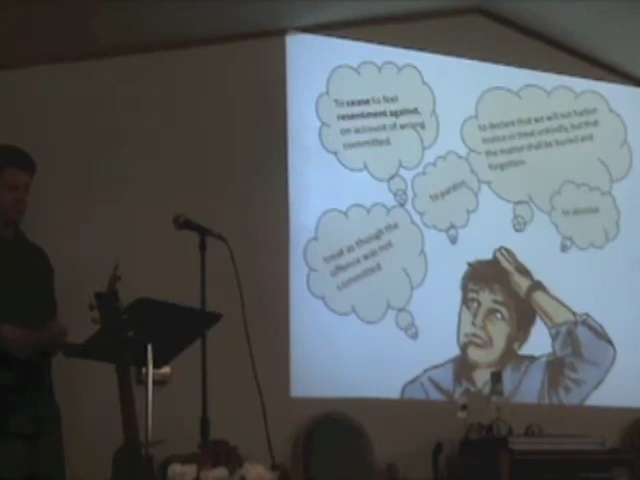 To cease to feel
resentment against,
on account of wrong
committed.
to declare that we will not harbor
malice or treat unkindly, but that
the matter shall be buried and
forgotten.
to pardon
to absolve
treat as though the
offence was not
committed